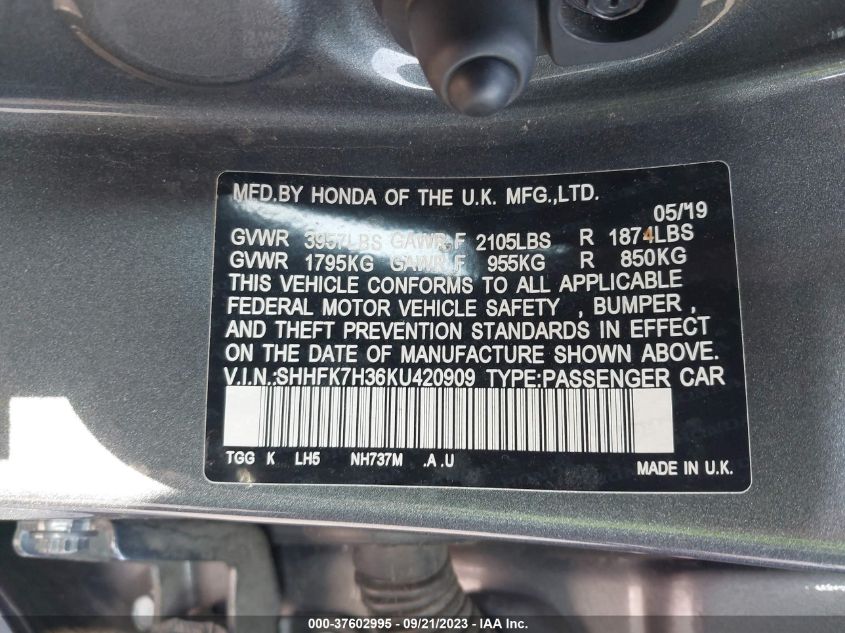 MFD.BY HONDA OF THE U.K. MFG.,LTD.
05/'19
GVWR 3957LBS GAWR F 2105LBS R 1874LBS
GVWR 1795KG GAWR F 955KG R 850KG
THIS VEHICLE CONFORMS TO ALL APPLICABLE
FEDERAL MOTOR VEHICLE SAFETY , BUMPER ,
AND THEFT PREVENTION STANDARDS IN EFFECT
ON THE DATE OF MANUFACTURE SHOWN ABOVE.
V.I.N.:SHHFK7H36KU420909 TYPE:PASSENGER CAR
TGG K LH5 NH737M .A .U
MADE IN U.K.
000-37602995 - 09/21/2023 - IAA Inc.